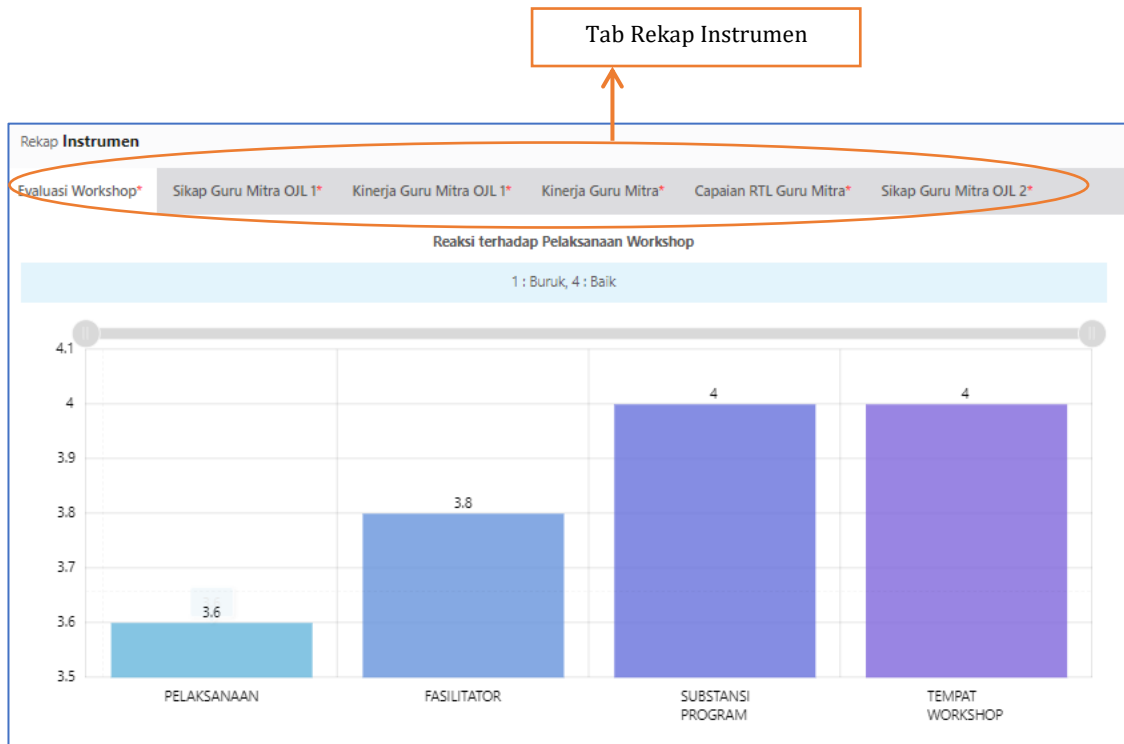 Tab Rekap Instrumen
Rekap Instrumen
Evaluasi Workshop* Sikap Guru Mitra OJL 1* Kinerja Guru Mitra OJL 1* Kinerja Guru Mitra* Capaian RTL Guru Mitra* Sikap Guru Mitra OJL 2*
Reaksi terhadap Pelaksanaan Workshop
1 : Buruk, 4 : Baik
4.1
4
3.9
3.8
3.7
3.6
3.5
3.6
3.6
3.8
4
4
PELAKSANAAN
FASILITATOR
SUBSTANSI
PROGRAM
TEMPAT
WORKSHOP